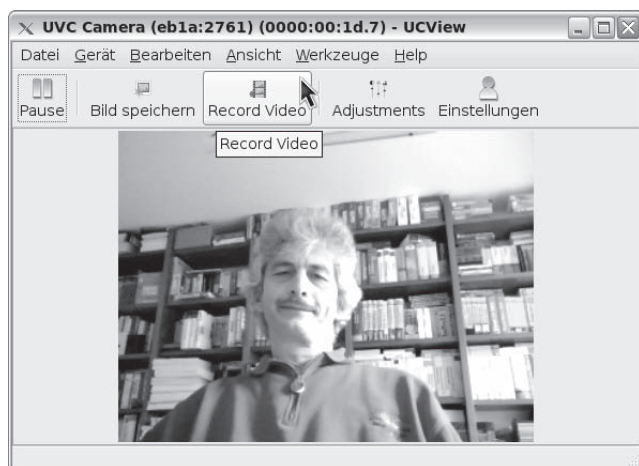 UVC Camera (eb1a:2761) (0000:00:1d.7) - UCView
Datei Gerät Bearbeiten Ansicht Werkzeuge Help
Pause Bild speichern Record Video Adjustments Einstellungen
Record Video